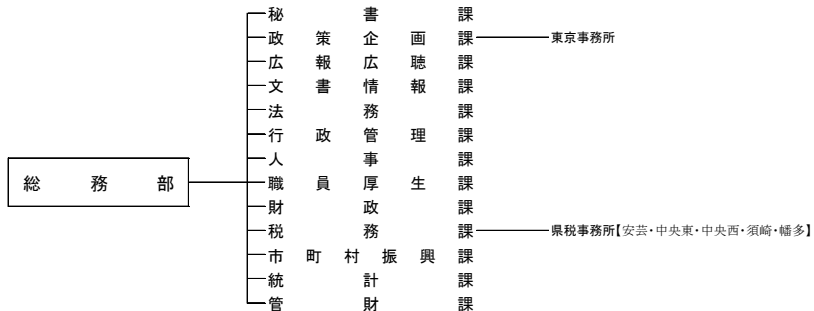 秘書課
政策企画課 東京事務所
広報広聴課
文書情報課
法務課
行政管理課
人事課
総務部 職員厚生課
財政課
税務課 県税事務所【安芸・中央東・中央西・須崎・幡多】
市町村振興課
統計課
管財課